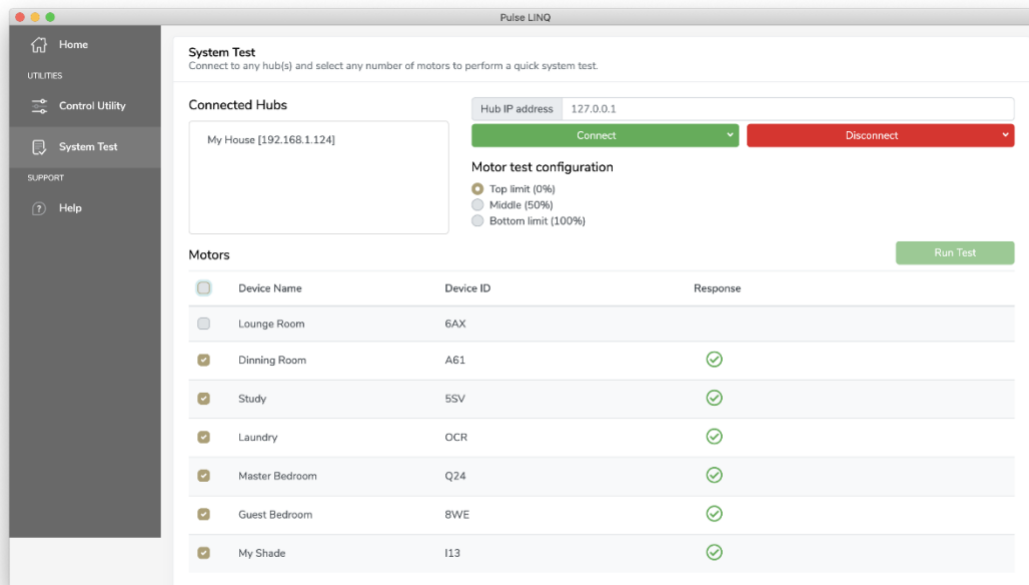 Pulse LINQ
Home
UTILITIES
Control Utility
System Test
SUPPORT
Help
System Test
Connect to any hub(s) and select any number of motors to perform a quick system test.
Connected Hubs
My House [192.168.1.124]
Hub IP address 127.0.0.1
Connect Disconnect
Motor test configuration
Top limit (0%)
Middle (50%)
Bottom limit (100%)
Motors
Run Test
Device Name Device ID Response
Lounge Room 6AX
Dinning Room A61
Study 5SV
Laundry OCR
Master Bedroom Q24
Guest Bedroom 8WE
My Shade I13